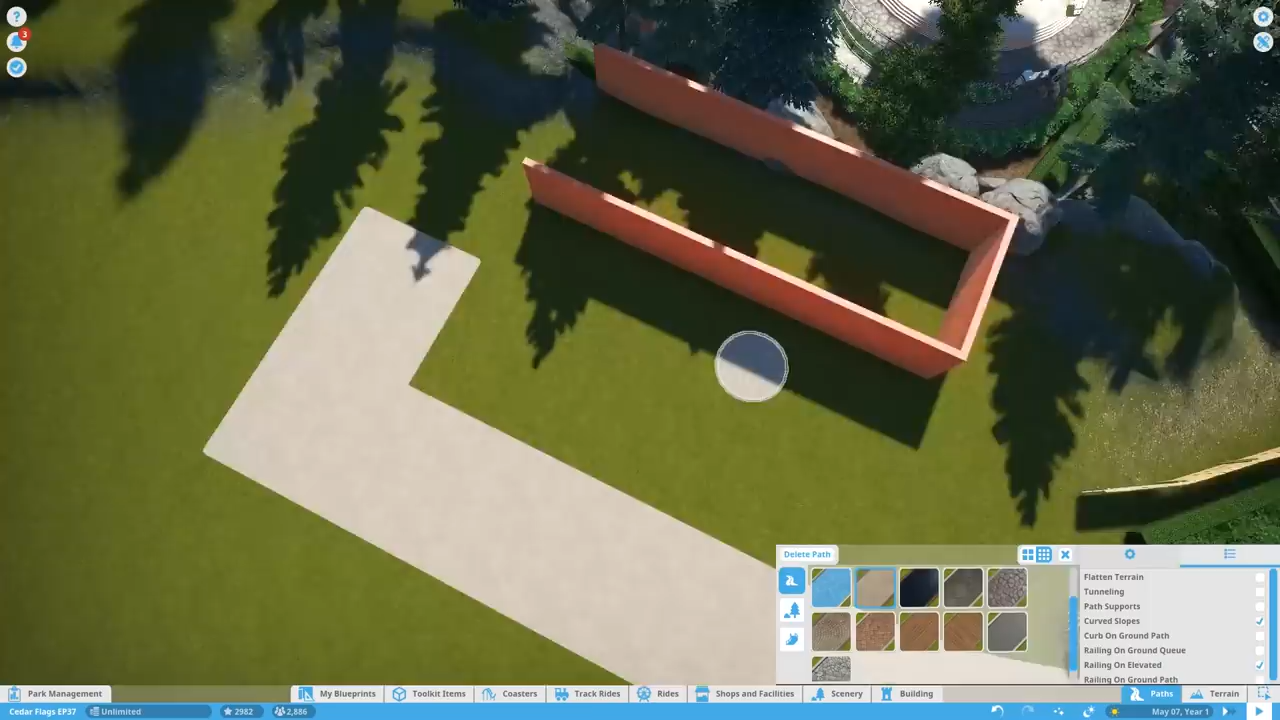 ?
3
Delete Path
Flatten Terrain
Tunneling
Path Supports
Curved Slopes
Curb On Ground Path
Railing On Ground Queue
Railing On Elevated
Railing On Ground Path
Park Management
My Blueprints
Toolkit Items
Coasters
Track Rides
Rides
Shops and Facilities
Scenery
Building
Paths
Terrain
Cedar Flags EP37
Unlimited
2982
2,886
May 07, Year 1